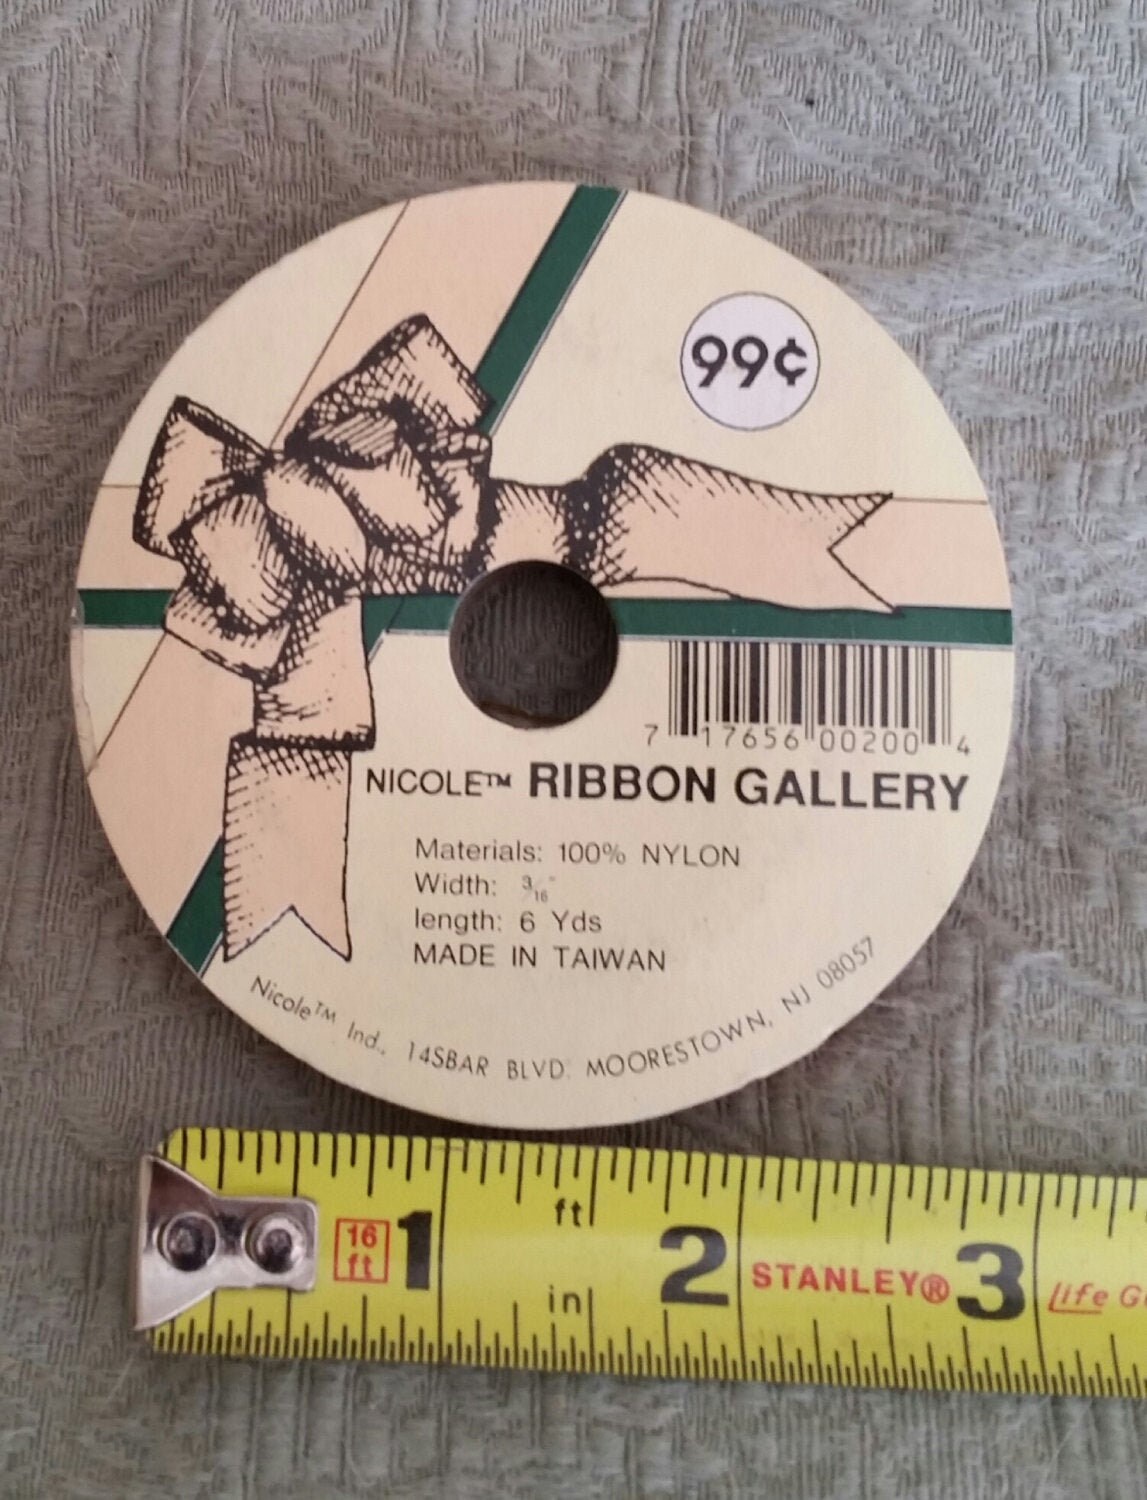 99¢
7 17656 00200 4
NICOLE™ RIBBON GALLERY
Materials: 100% NYLON
Width: 3/16"
length: 6 Yds
MADE IN TAIWAN
Nicole™ Ind., 14SBAR BLVD. MOORESTOWN, NJ 08057
16 ft 1 ft 2 STANLEY® 3 life G
in